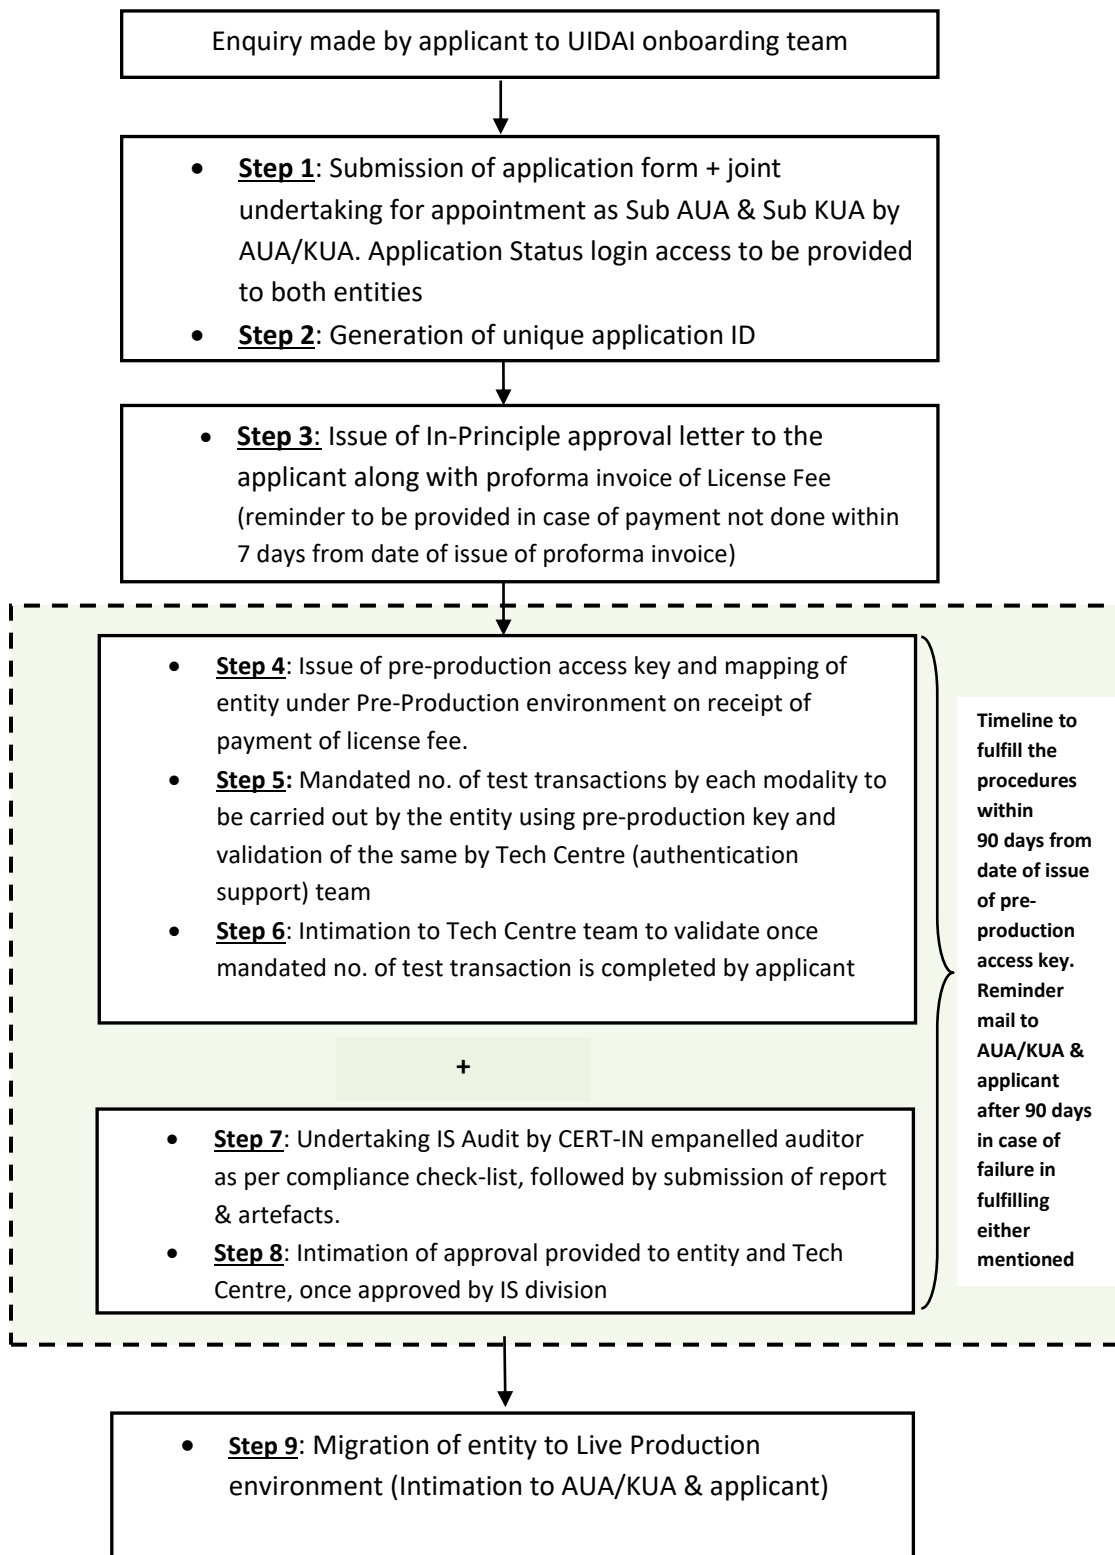 Enquiry made by applicant to UIDAI onboarding team
• Step 1: Submission of application form + joint
undertaking for appointment as Sub AUA & Sub KUA by
AUA/KUA. Application Status login access to be provided
to both entities
• Step 2: Generation of unique application ID
• Step 3: Issue of In-Principle approval letter to the
applicant along with proforma invoice of License Fee
(reminder to be provided in case of payment not done within
7 days from date of issue of proforma invoice)
• Step 4: Issue of pre-production access key and mapping of
entity under Pre-Production environment on receipt of
payment of license fee.
• Step 5: Mandated no. of test transactions by each modality to
be carried out by the entity using pre-production key and
validation of the same by Tech Centre (authentication
support) team
• Step 6: Intimation to Tech Centre team to validate once
mandated no. of test transaction is completed by applicant
+
• Step 7: Undertaking IS Audit by CERT-IN empanelled auditor
as per compliance check-list, followed by submission of report
& artefacts.
• Step 8: Intimation of approval provided to entity and Tech
Centre, once approved by IS division
Timeline to
fulfill the
procedures
within
90 days from
date of issue
of pre-
production
access key.
Reminder
mail to
AUA/KUA &
applicant
after 90 days
in case of
failure in
fulfilling
either
mentioned
• Step 9: Migration of entity to Live Production
environment (Intimation to AUA/KUA & applicant)